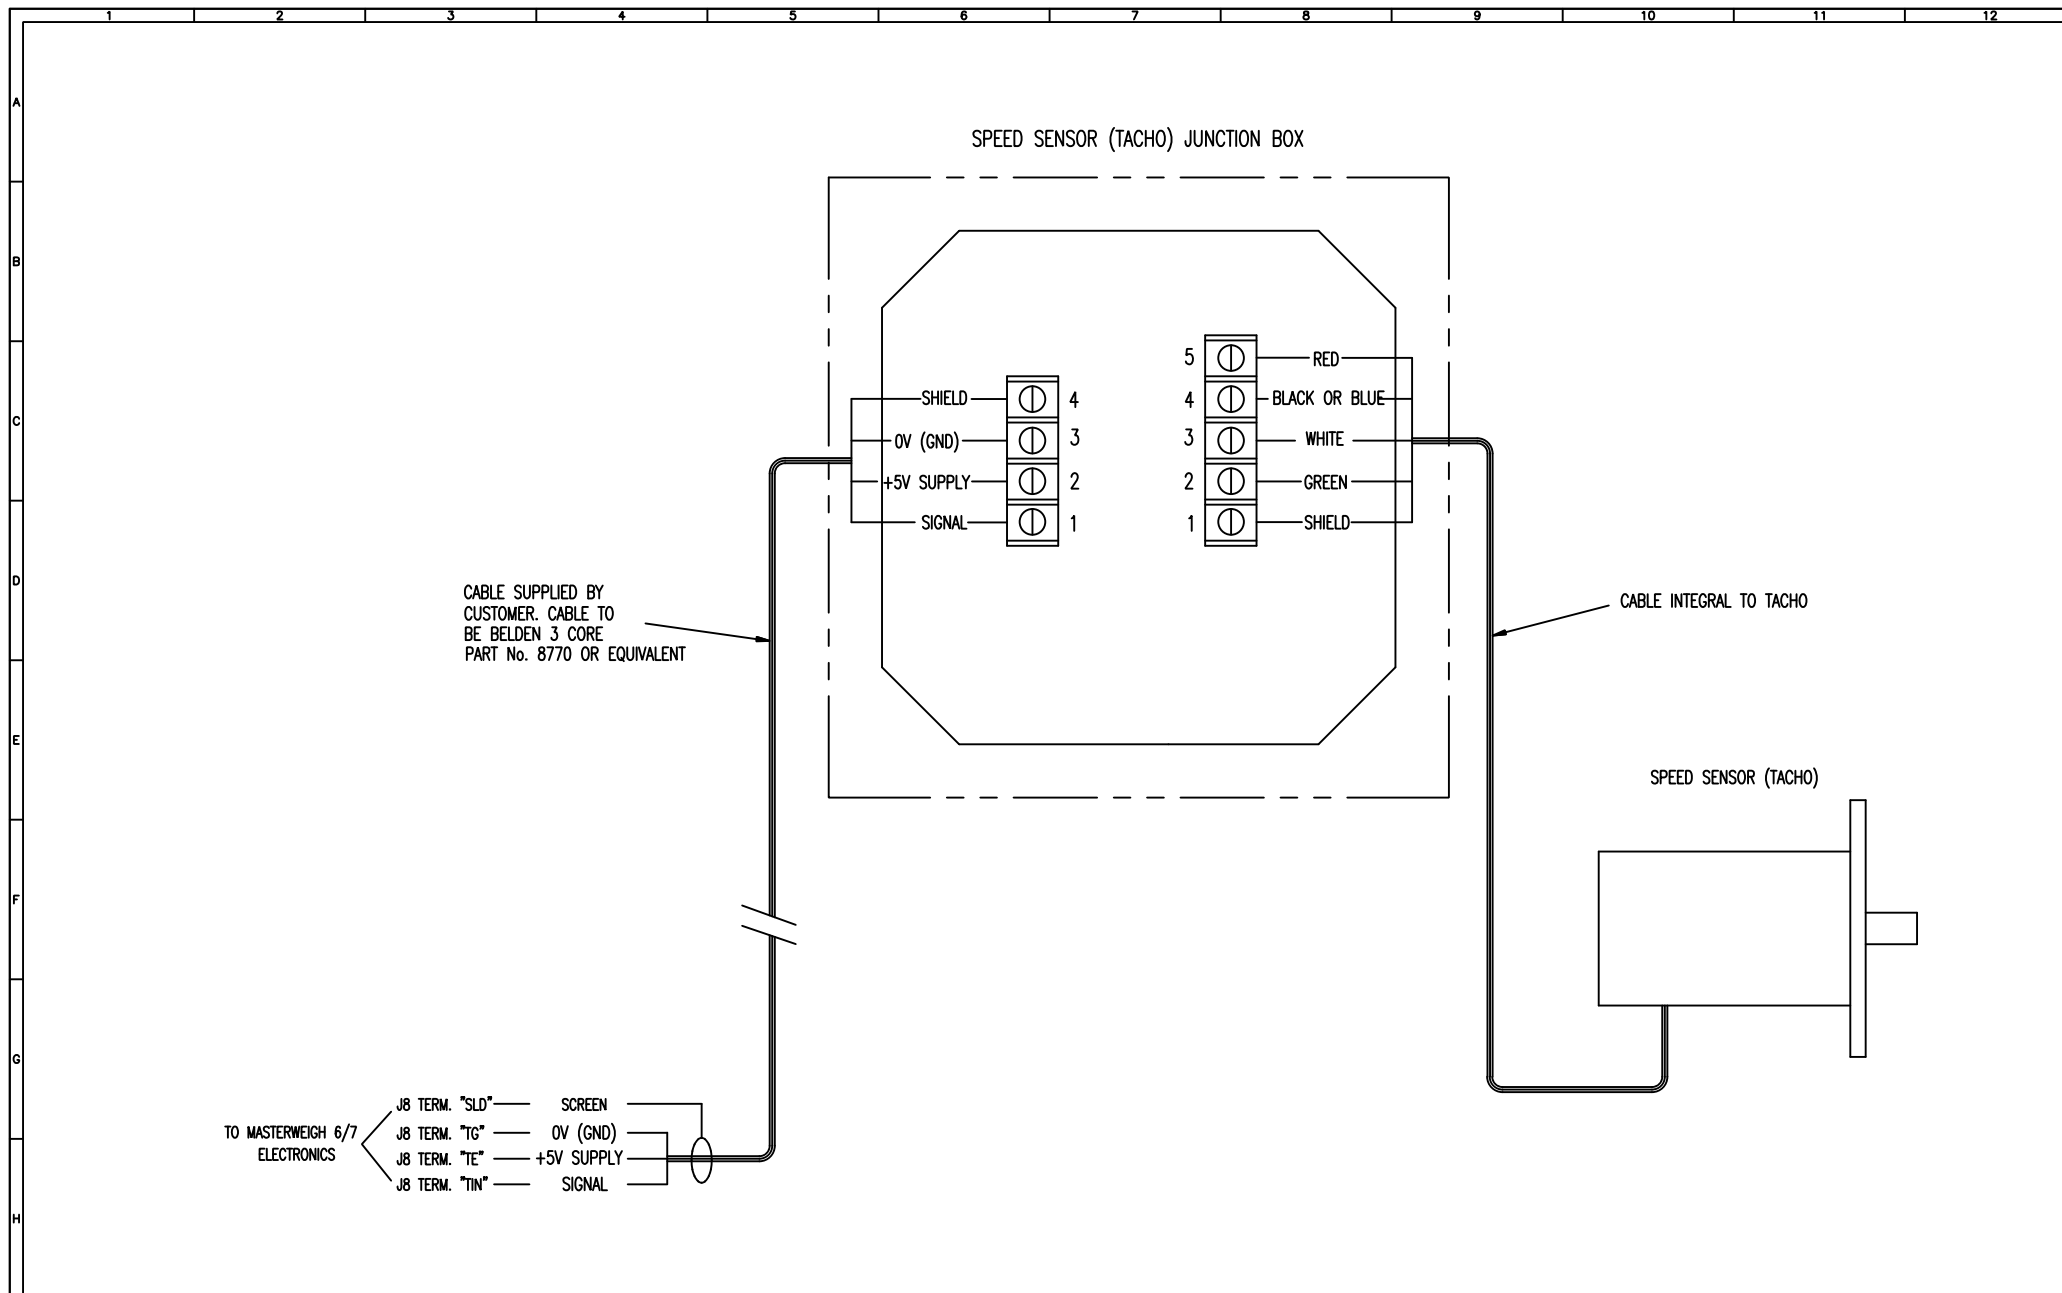 1 2 3 4 5 6 7 8 9 10 11 12
A
SPEED SENSOR (TACHO) JUNCTION BOX
B
5 RED
SHIELD 4
4 BLACK OR BLUE
C
0V (GND) 3
3 WHITE
+5V SUPPLY 2
2 GREEN
SIGNAL 1
1 SHIELD
D
CABLE SUPPLIED BY
CUSTOMER. CABLE TO
BE BELDEN 3 CORE
PART No. 8770 OR EQUIVALENT
CABLE INTEGRAL TO TACHO
E
SPEED SENSOR (TACHO)
F
G
TO MASTERWEIGH 6/7
ELECTRONICS
J8 TERM. "SLD" SCREEN
J8 TERM. "TG" 0V (GND)
J8 TERM. "TE" +5V SUPPLY
J8 TERM. "TIN" SIGNAL
H